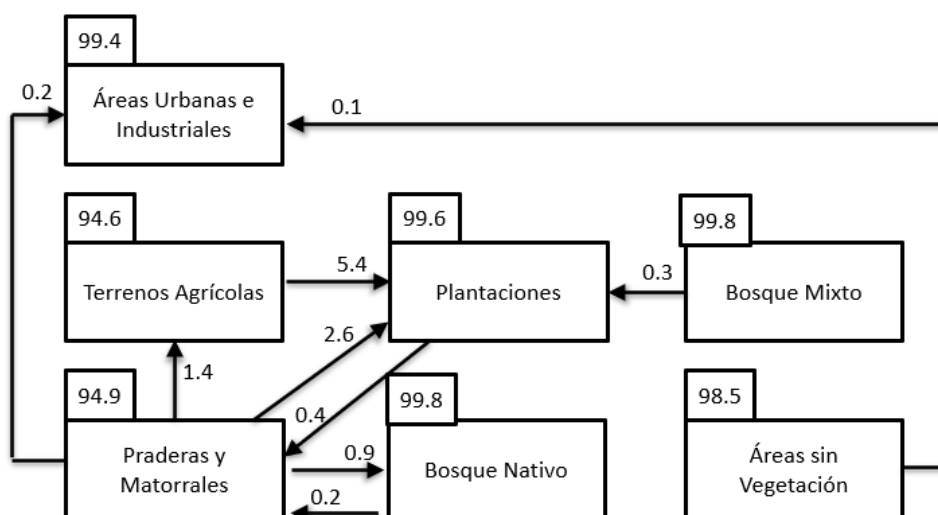 99.4
0.2
Áreas Urbanas e
Industriales
0.1
94.6
99.6
99.8
Terrenos Agrícolas
5.4
Plantaciones
0.3
Bosque Mixto
2.6
1.4
94.9
0.4
99.8
98.5
Praderas y
Matorrales
0.9
0.2
Bosque Nativo
Áreas sin
Vegetación